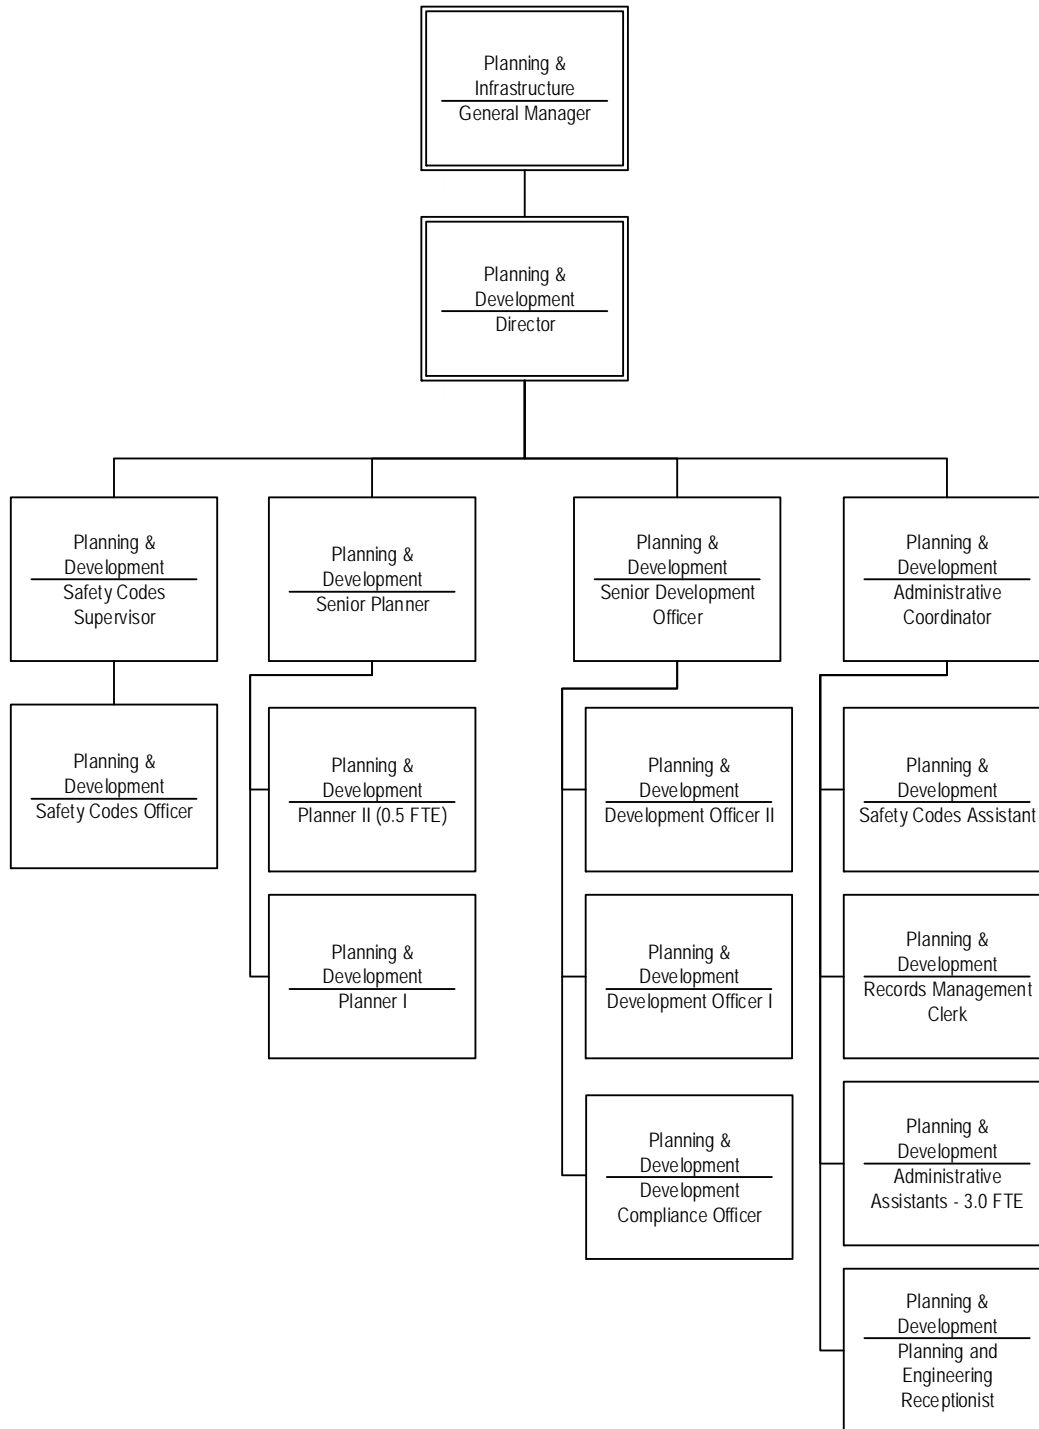 Planning &
Infrastructure
General Manager
Planning &
Development
Director
Planning &
Development
Safety Codes
Supervisor
Planning &
Development
Senior Planner
Planning &
Development
Senior Development
Officer
Planning &
Development
Administrative
Coordinator
Planning &
Development
Safety Codes Officer
Planning &
Development
Planner II (0.5 FTE)
Planning &
Development
Planner I
Planning &
Development
Development Officer II
Planning &
Development
Development Officer I
Planning &
Development
Development
Compliance Officer
Planning &
Development
Safety Codes Assistant
Planning &
Development
Records Management
Clerk
Planning &
Development
Administrative
Assistants - 3.0 FTE
Planning &
Development
Planning and
Engineering
Receptionist